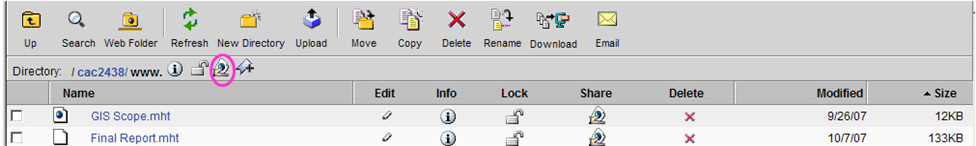 Up Search Web Folder Refresh New Directory Upload Move Copy Delete Rename Download Email
Directory: / cac2438/ www.
Name Edit Info Lock Share Delete Modified Size
GIS Scope.mht 9/26/07 12KB
Final Report.mht 10/7/07 133KB